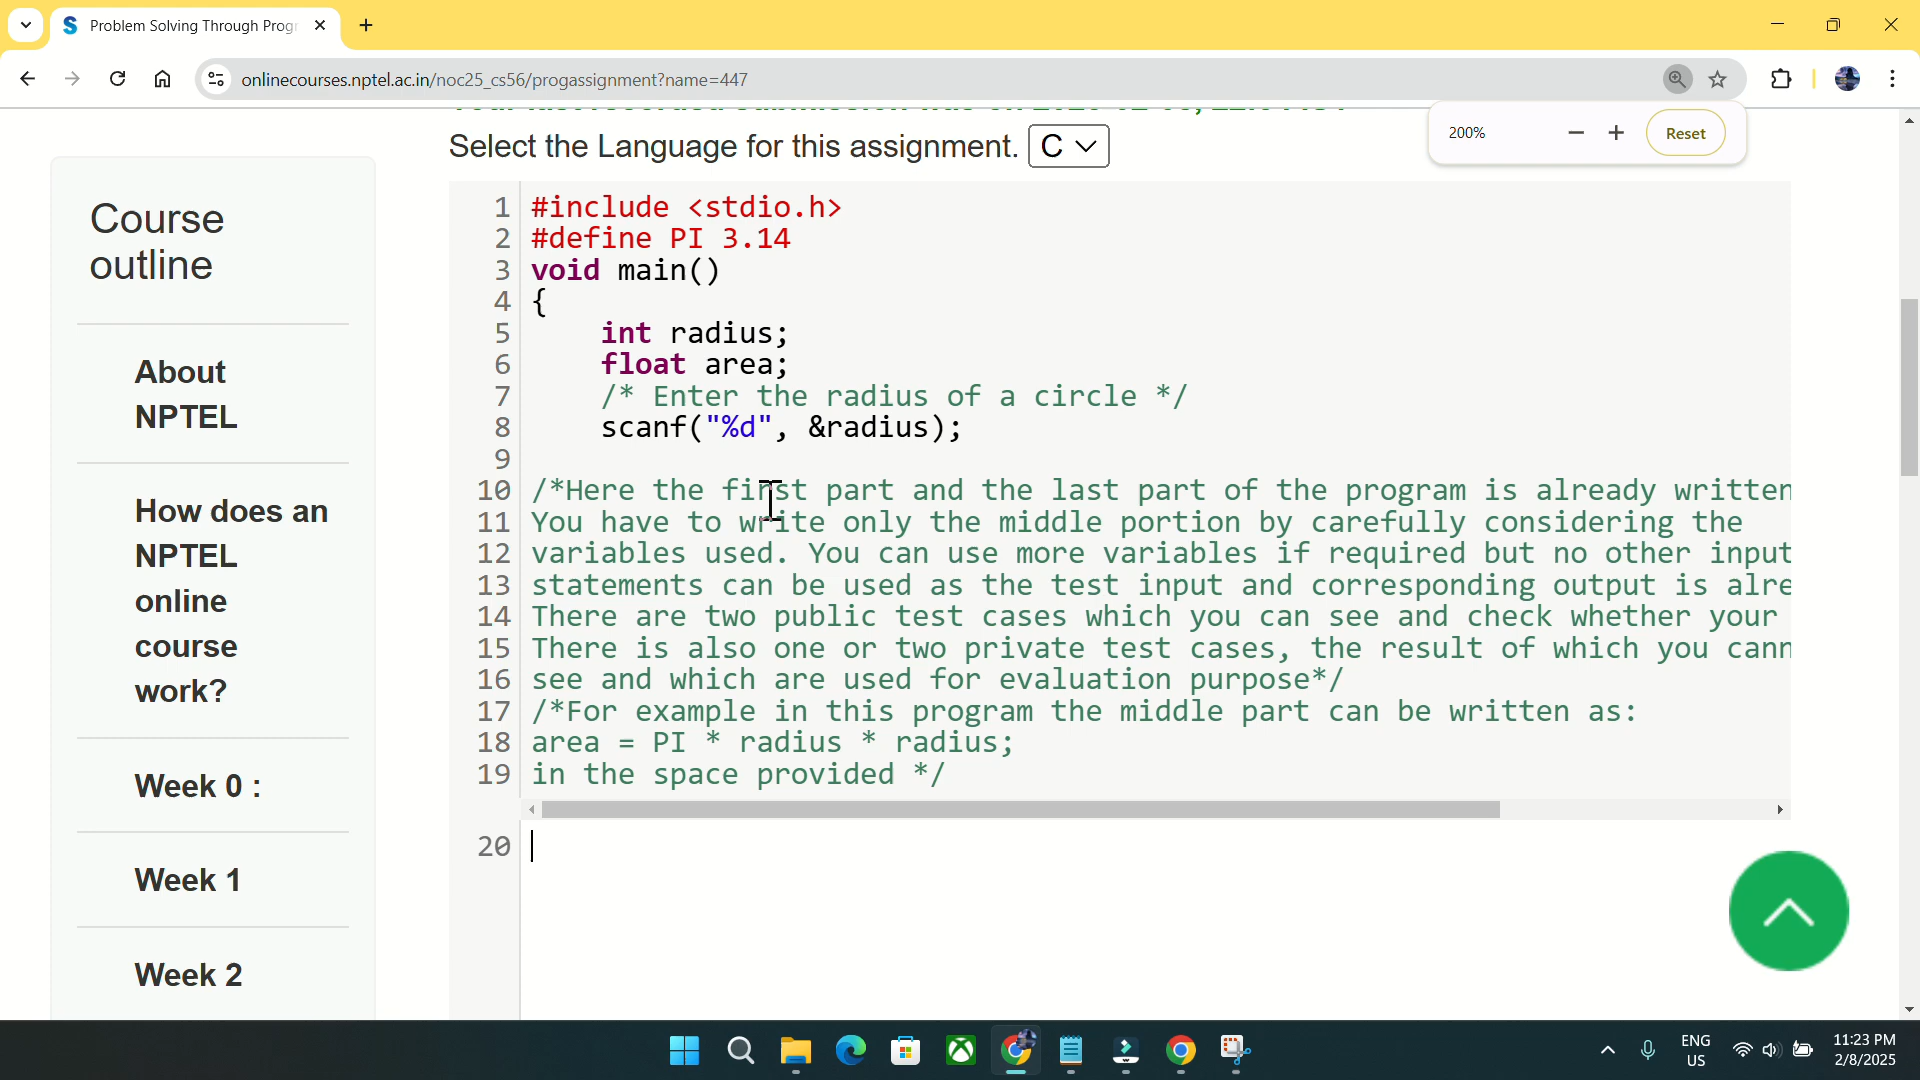 Problem Solving Through Progr
onlinecourses.nptel.ac.in/noc25_cs56/progassignment?name=447
200%
Reset
Select the Language for this assignment. C
Course
outline
About
NPTEL
How does an
NPTEL
online
course
work?
Week 0 :
Week 1
Week 2
1 #include <stdio.h>
2 #define PI 3.14
3 void main()
4 {
5 int radius;
6 float area;
7 /* Enter the radius of a circle */
8 scanf("%d", &radius);
9
10 /*Here the first part and the last part of the program is already written
11 You have to write only the middle portion by carefully considering the
12 variables used. You can use more variables if required but no other input
13 statements can be used as the test input and corresponding output is alre
14 There are two public test cases which you can see and check whether your
15 There is also one or two private test cases, the result of which you cann
16 see and which are used for evaluation purpose*/
17 /*For example in this program the middle part can be written as:
18 area = PI * radius * radius;
19 in the space provided */
20
ENG
US
11:23 PM
2/8/2025